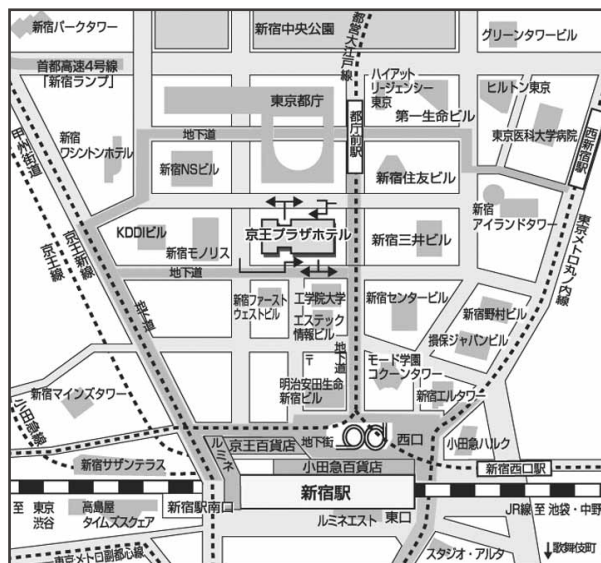 新宿パークタワー
新宿中央公園
都営大江戸線
グリーンタワービル
首都高速4号線
「新宿ランプ」
ハイアット
リージェンシー
東京
ヒルトン東京
東京都庁
都庁前駅
第一生命ビル
東京医科大学病院
西新宿駅
甲州街道
新宿
ワシントンホテル
地下道
新宿NSビル
新宿住友ビル
新宿
アイランドタワー
KDDIビル
新宿モノリス
京王プラザホテル
新宿三井ビル
東京メトロ丸ノ内線
京王新線
京王線
地下道
地下道
新宿ファースト
ウェストビル
工学院大学
エステック
情報ビル
地下道
新宿センタービル
新宿野村ビル
損保ジャパンビル
〒
モード学園
コクーンタワー
新宿マインズタワー
明治安田生命
新宿ビル
新宿エルタワー
小田急線
ルミネ
京王百貨店
地下街
西口
小田急ハルク
新宿サザンテラス
小田急百貨店
新宿西口駅
新宿駅
至 東京
渋谷
高島屋
タイムズスクェア
新宿駅南口
ルミネエスト
東口
JR線 至 池袋・中野
東京メトロ副都心線
スタジオ・アルタ
↓歌舞伎町